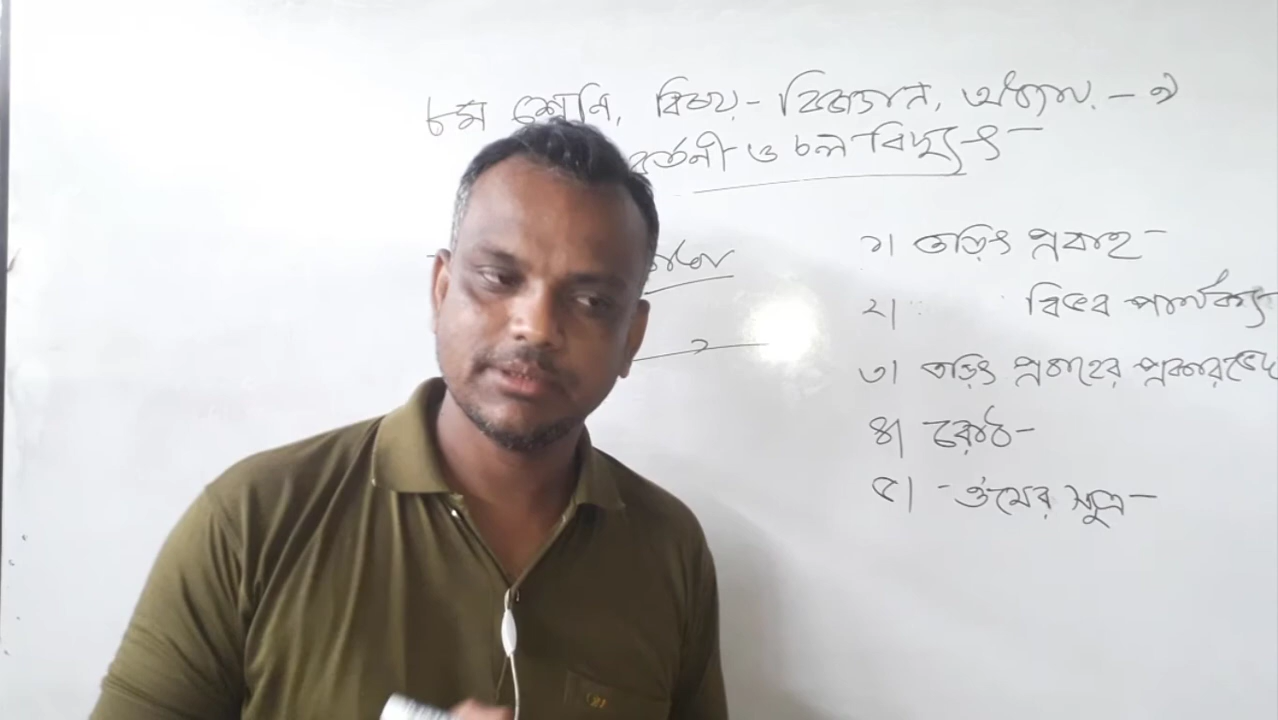 ৮ম শ্রেনি, বিষয়- বিজ্ঞান, অধ্যায়.- ৯
বর্তনী ও চল বিদ্যুৎ
১। তড়িৎ প্রবাহ -
২। বিভব পার্থক্য
৩। তড়িৎ প্রবাহের প্রকারভেদ
৪। রোধ-
৫। - ওমের সূত্র-